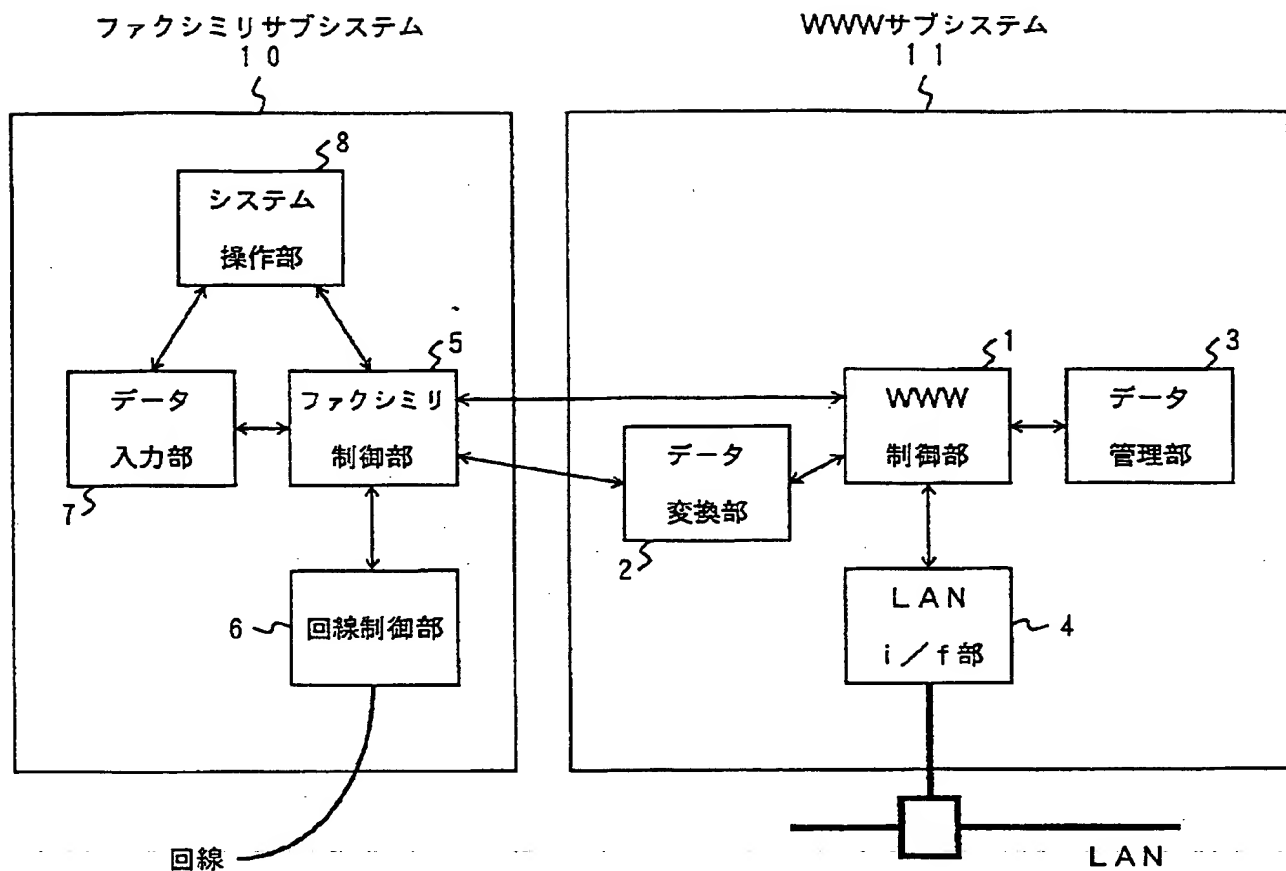 ファクシミリサブシステム
10
WWWサブシステム
11
8
システム
操作部
5
ファクシミリ
制御部
データ
入力部
7
1
WWW
制御部
3
データ
管理部
データ
変換部
2
6
回線制御部
LAN
i/f部
4
回線
LAN